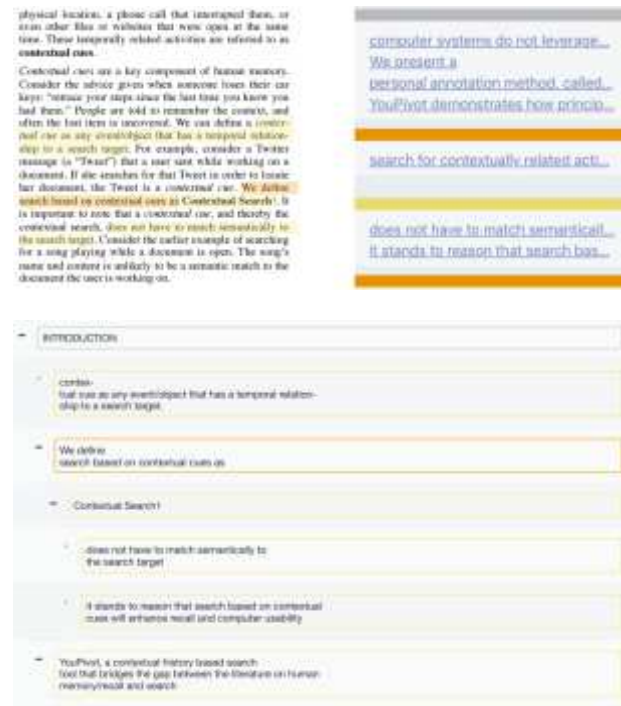 physical location, a phone call that interrupted them, or
even other files or websites that were open at the same
time. These temporally related activities are referred to as
contextual cues.
Contextual cues are a key component of human memory.
Consider the advice given when someone loses their car
keys: "retrace your steps since the last time you know you
had them." People are told to remember the context, and
often the lost item is uncovered. We can define a contex-
tual cue as any event/object that has a temporal relation-
ship to a search target. For example, consider a Twitter
message (a "Tweet") that a user sent while working on a
document. If she searches for that Tweet in order to locate
her document, the Tweet is a contextual cue. We define
search based on contextual cues as Contextual Search¹. It
is important to note that a contextual cue, and thereby the
contextual search, does not have to match semantically to
the search target. Consider the earlier example of searching
for a song playing while a document is open. The song's
name and content is unlikely to be a semantic match to the
document the user is working on.
computer systems do not leverage...
We present a
personal annotation method, called...
YouPivot demonstrates how princip...
search for contextually related acti...
does not have to match semanticall...
it stands to reason that search bas...
INTRODUCTION
contex-
tual cue as any event/object that has a temporal relation-
ship to a search target.
We define
search based on contextual cues as
Contextual Search1
does not have to match semantically to
the search target
it stands to reason that search based on contextual
cues will enhance recall and computer usability
YouPivot, a contextual history based search
tool that bridges the gap between the literature on human
memory/recall and search